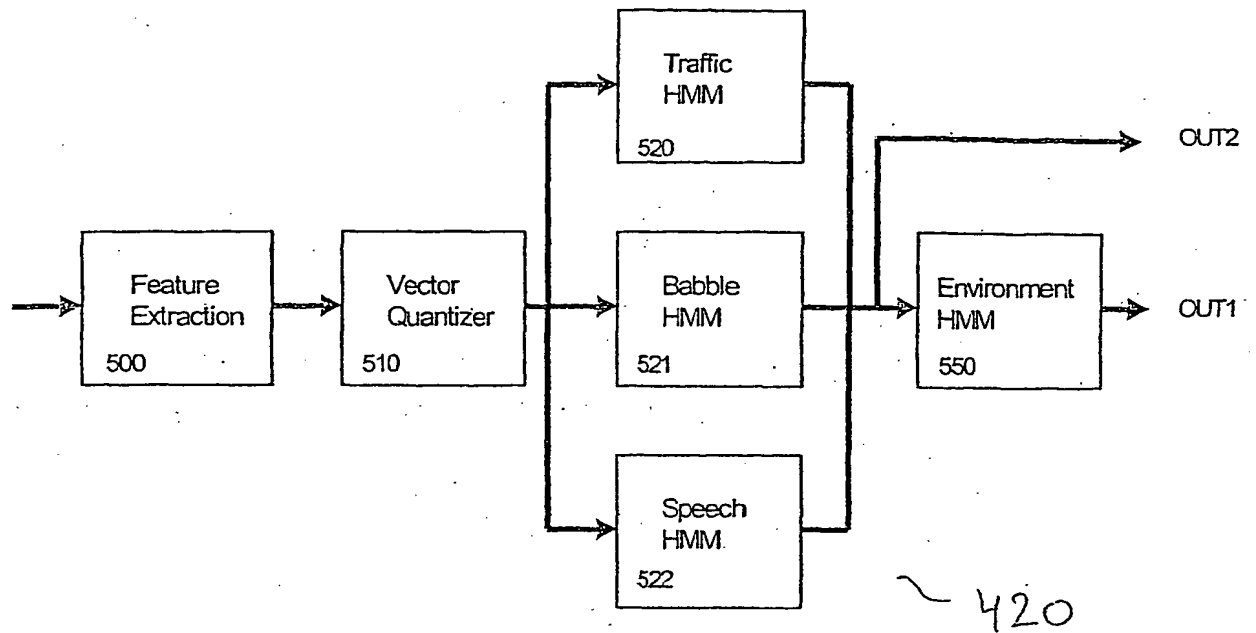 Traffic
HMM
520
OUT2
Feature
Extraction
500
Vector
Quantizer
510
Babble
HMM
521
Environment
HMM
550
OUT1
Speech
HMM
522
420